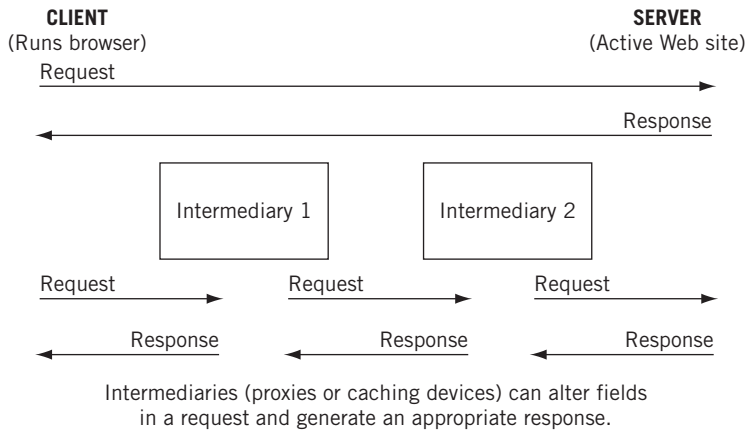 CLIENT
(Runs browser)
SERVER
(Active Web site)
Request
Response
Intermediary 1
Intermediary 2
Request
Request
Request
Response
Response
Response
Intermediaries (proxies or caching devices) can alter fields
in a request and generate an appropriate response.